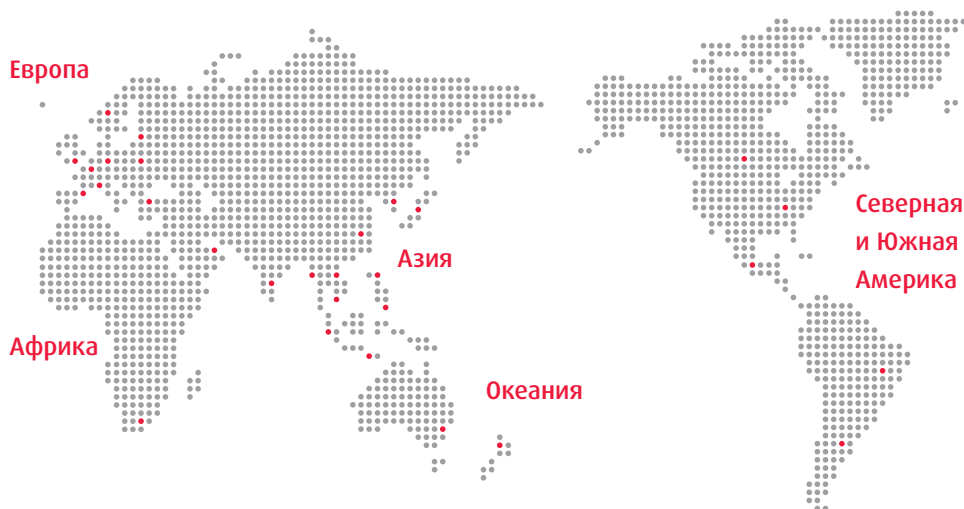 Европа
Азия
Африка
Океания
Северная
и Южная
Америка